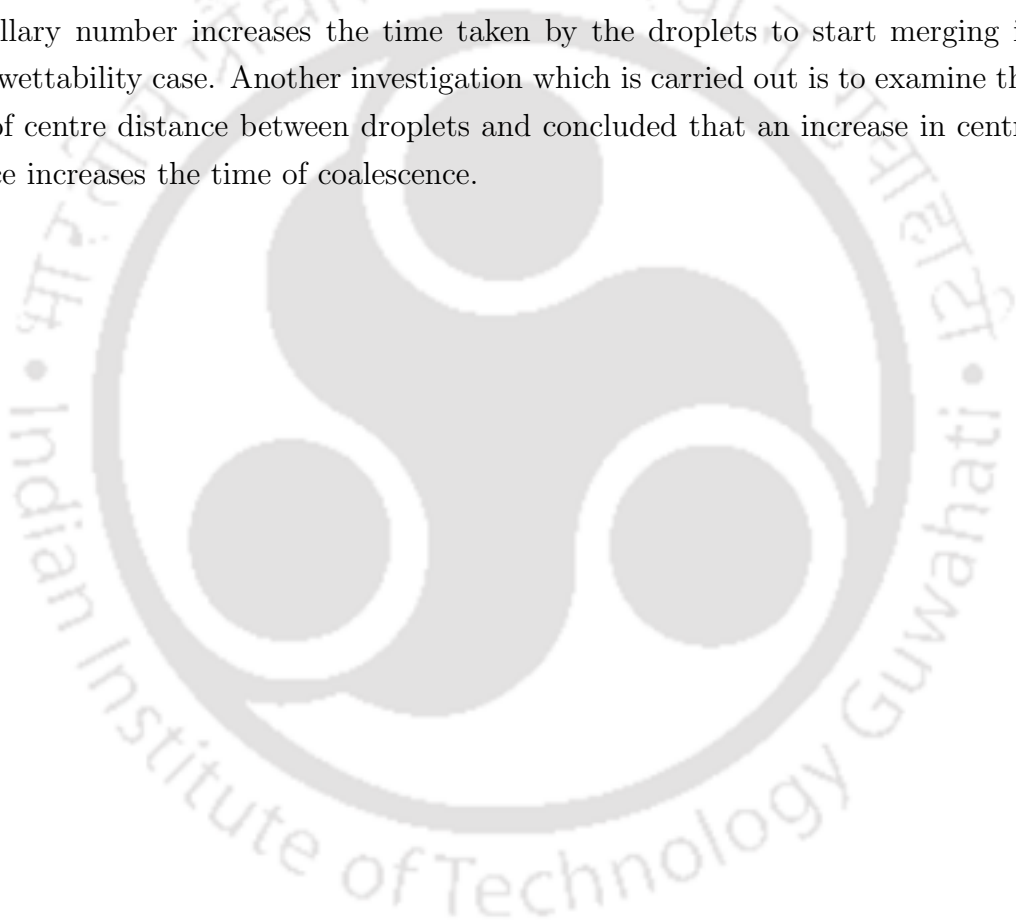 llary number increases the time taken by the droplets to start merging i
wettability case. Another investigation which is carried out is to examine th
of centre distance between droplets and concluded that an increase in centr
ce increases the time of coalescence.
Indian Institute of Technology Guwahati